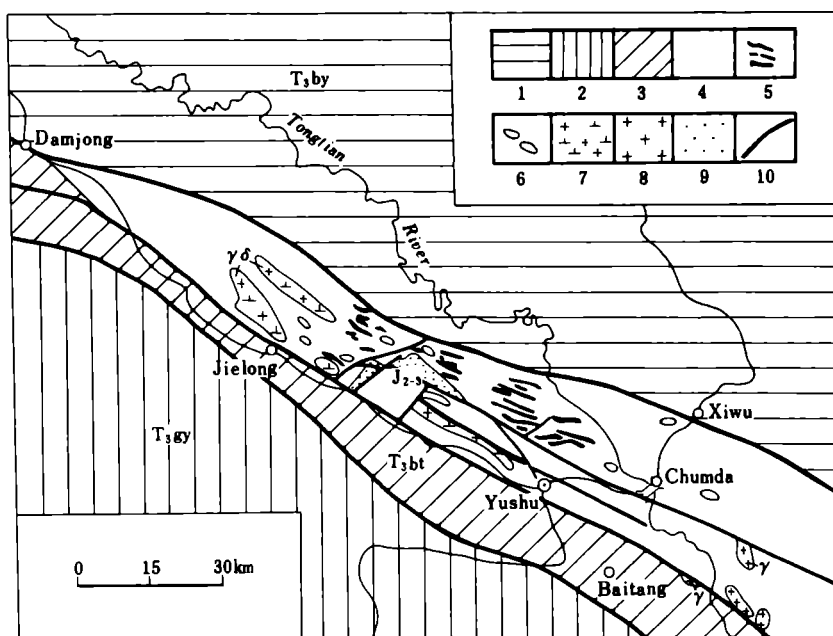 T₃by
1 2 3 4 5
6 7 8 9 10
Damjong
Tongtian
River
γδ
Jielong
J₂₋₃
Xiwu
T₃gy
T₃bt
Chumda
Yushu
γ
Baitang
γ
0 15 30km